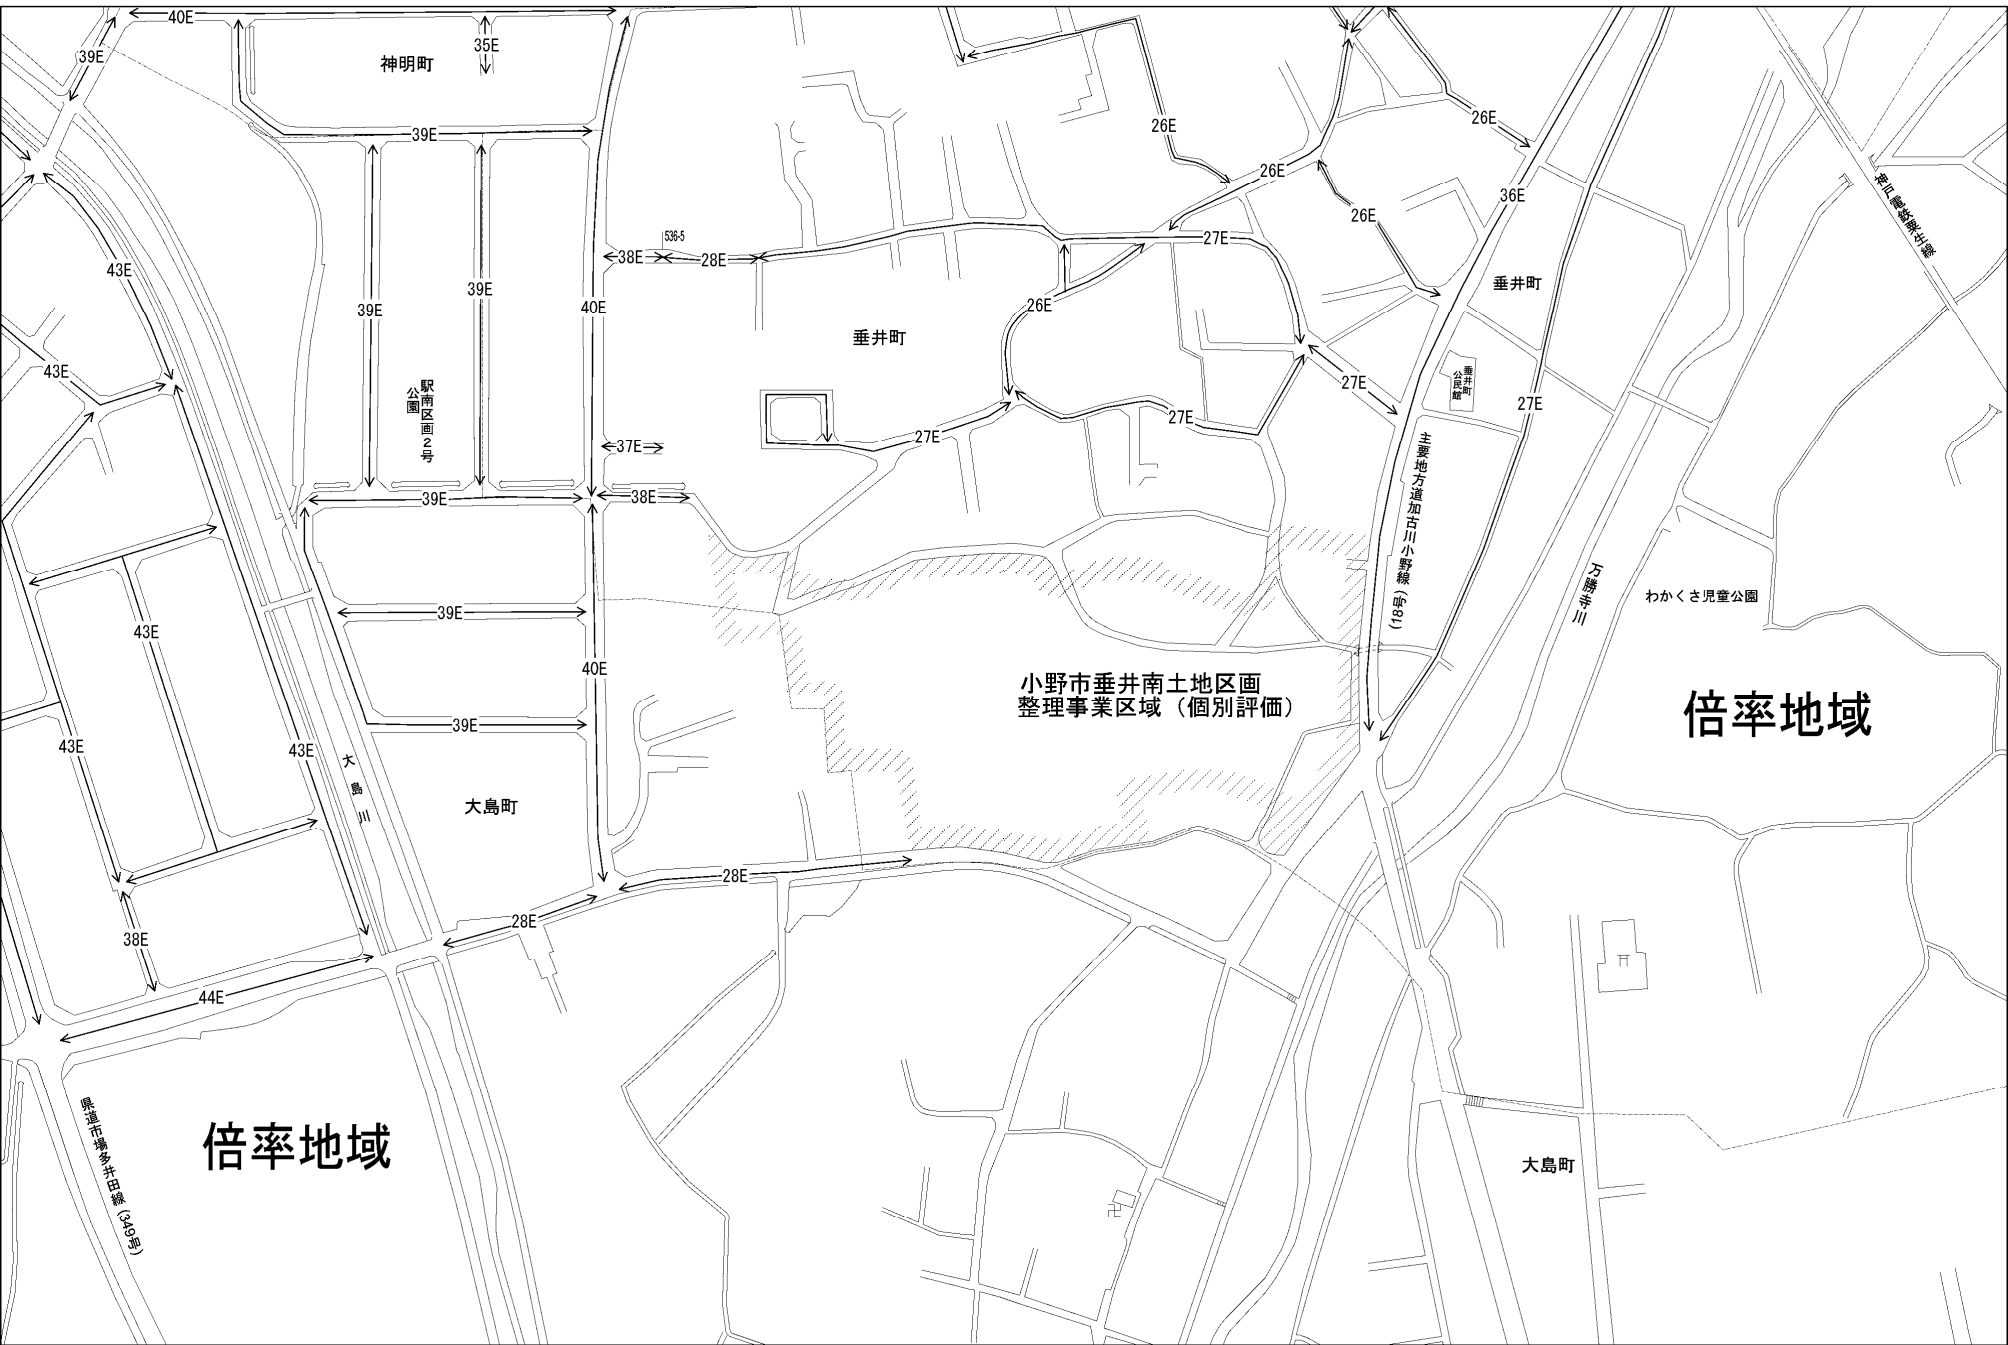 40E
39E
35E
神明町
39E
26E
26E
26E
36E
神戸電鉄粟生線
26E
536-5
27E
38E
28E
43E
39E
39E
40E
26E
垂井町
垂井町
43E
駅南区画２号
公園
垂井町
公民館
27E
27E
27E
27E
37E
39E
38E
主要地方道加古川小野線(18号)
万勝寺川
わかくさ児童公園
39E
43E
40E
小野市垂井南土地区画
整理事業区域（個別評価）
倍率地域
39E
43E
43E
大島川
大島町
28E
28E
38E
44E
県道市場多井田線(349号)
倍率地域
大島町